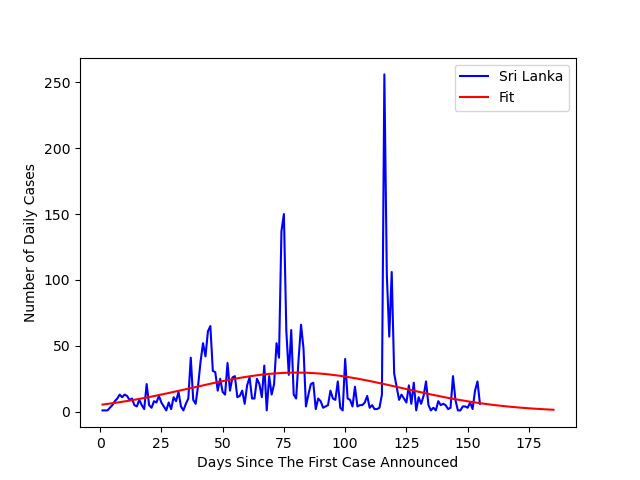 Sri Lanka
Fit
Number of Daily Cases
250
200
150
100
50
0
0 25 50 75 100 125 150 175
Days Since The First Case Announced